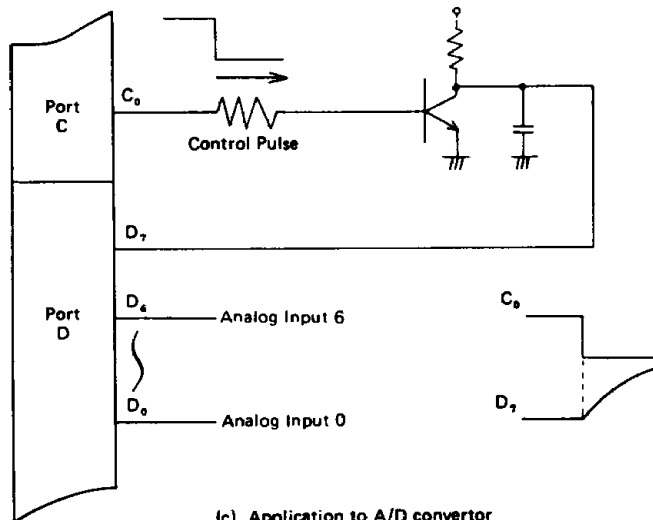 Port
C
C₀
Control Pulse
D₇
Port
D
D₆
Analog Input 6
D₀
Analog Input 0
C₀
D₇
(c) Application to A/D convertor